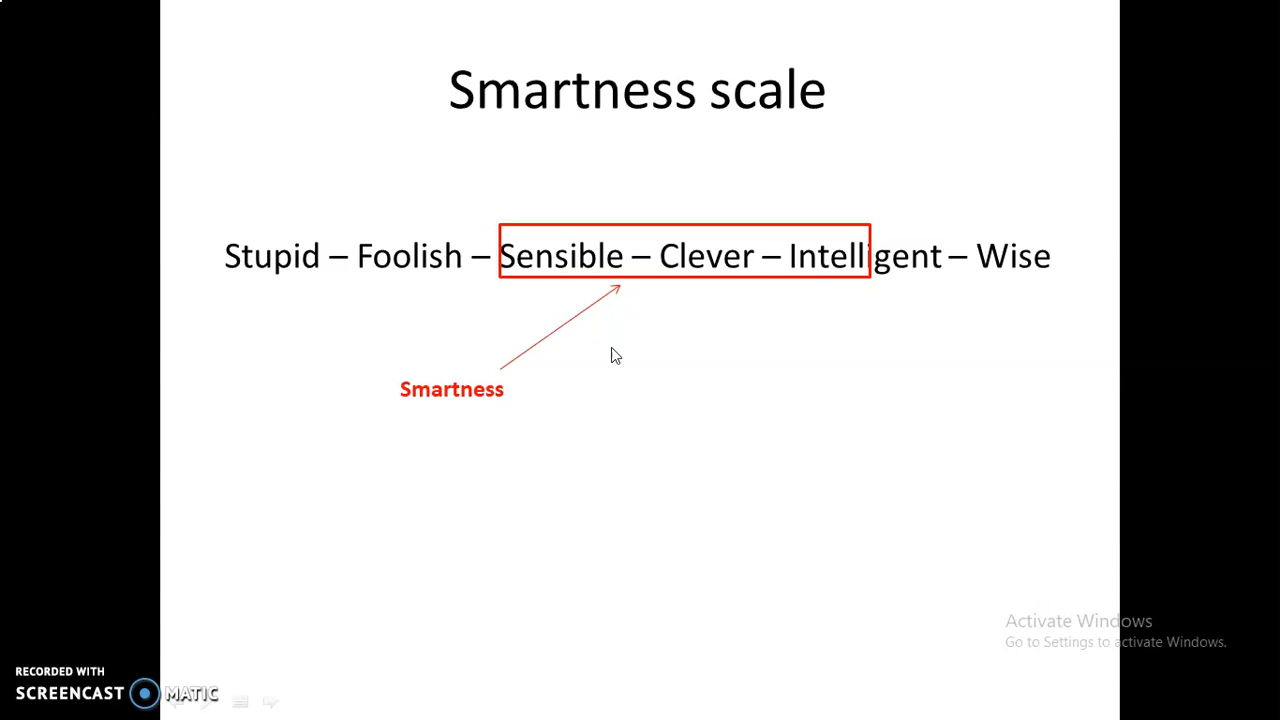 Smartness scale
Stupid – Foolish – Sensible – Clever – Intelligent – Wise
Smartness
Activate Windows
Go to Settings to activate Windows.
RECORDED WITH
SCREENCAST MATIC